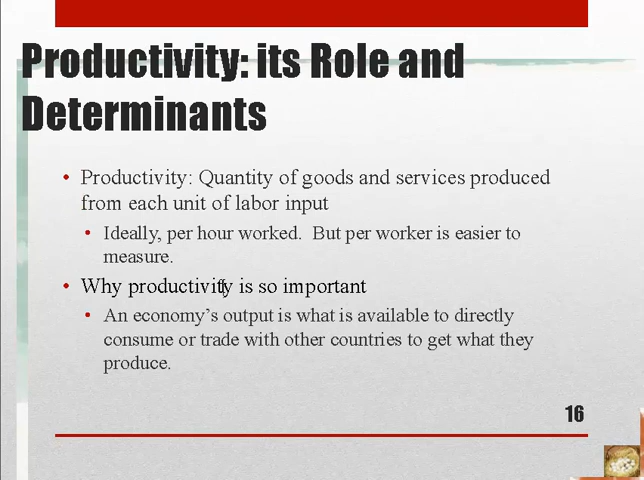 Productivity: its Role and
Determinants
• Productivity: Quantity of goods and services produced
from each unit of labor input
• Ideally, per hour worked. But per worker is easier to
measure.
• Why productivity is so important
• An economy's output is what is available to directly
consume or trade with other countries to get what they
produce.
16